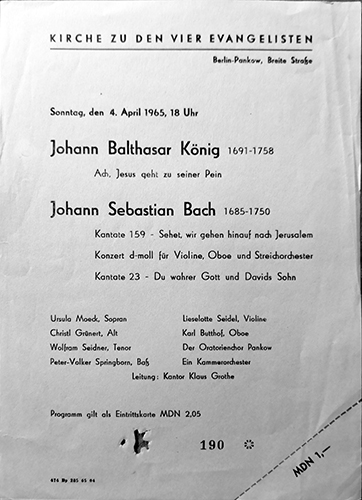 KIRCHE ZU DEN VIER EVANGELISTEN
Berlin-Pankow, Breite Straße
Sonntag, den 4. April 1965, 18 Uhr
Johann Balthasar König 1691-1758
Ach, Jesus geht zu seiner Pein
Johann Sebastian Bach 1685-1750
Kantate 159 - Sehet, wir gehen hinauf nach Jerusalem
Konzert d-moll für Violine, Oboe und Streichorchester
Kantate 23 - Du wahrer Gott und Davids Sohn
Ursula Moeck, Sopran
Christl Grünert, Alt
Wolfram Seidner, Tenor
Peter-Volker Springborn, Baß
Lieselotte Seidel, Violine
Karl Butthof, Oboe
Der Oratorienchor Pankow
Ein Kammerorchester
Leitung: Kantor Klaus Grothe
Programm gilt als Eintrittskarte MDN 2,05
190
MDN 1,—